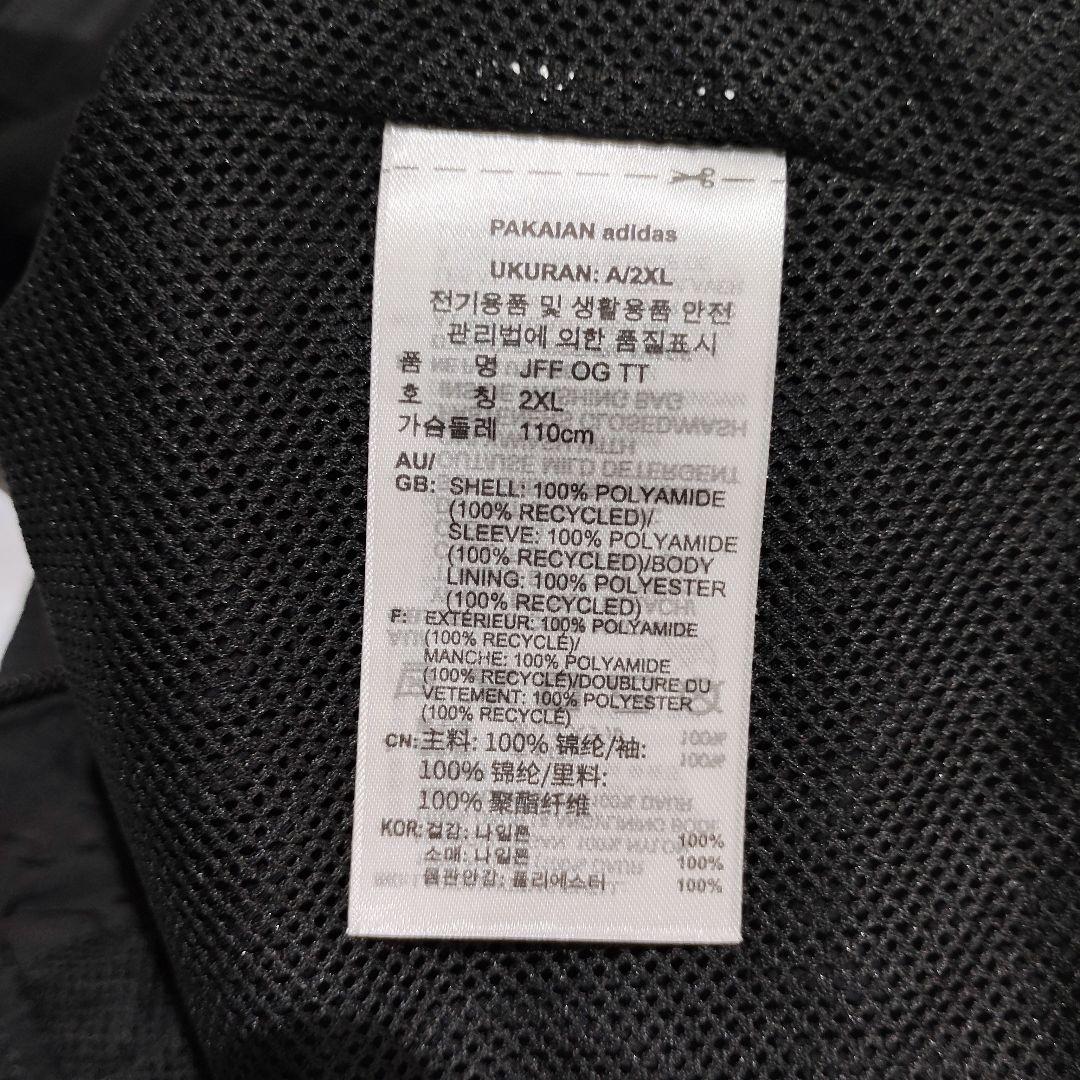 PAKAIAN adidas
UKURAN: A/2XL
전기용품 및 생활용품 안전
관리법에 의한 품질표시
품 명 JFF OG TT
호 칭 2XL
가슴둘레 110cm
AU/
GB: SHELL: 100% POLYAMIDE
(100% RECYCLED)/
SLEEVE: 100% POLYAMIDE
(100% RECYCLED)/BODY
LINING: 100% POLYESTER
(100% RECYCLED)
F: EXTÉRIEUR: 100% POLYAMIDE
(100% RECYCLÉ)/
MANCHE: 100% POLYAMIDE
(100% RECYCLÉ)/DOUBLURE DU
VETEMENT: 100% POLYESTER
(100% RECYCLÉ)
CN: 主料: 100% 锦纶/袖:
100% 锦纶/里料:
100% 聚酯纤维
KOR: 겉감: 나일론 100%
소매: 나일론 100%
몸판안감: 폴리에스터 100%